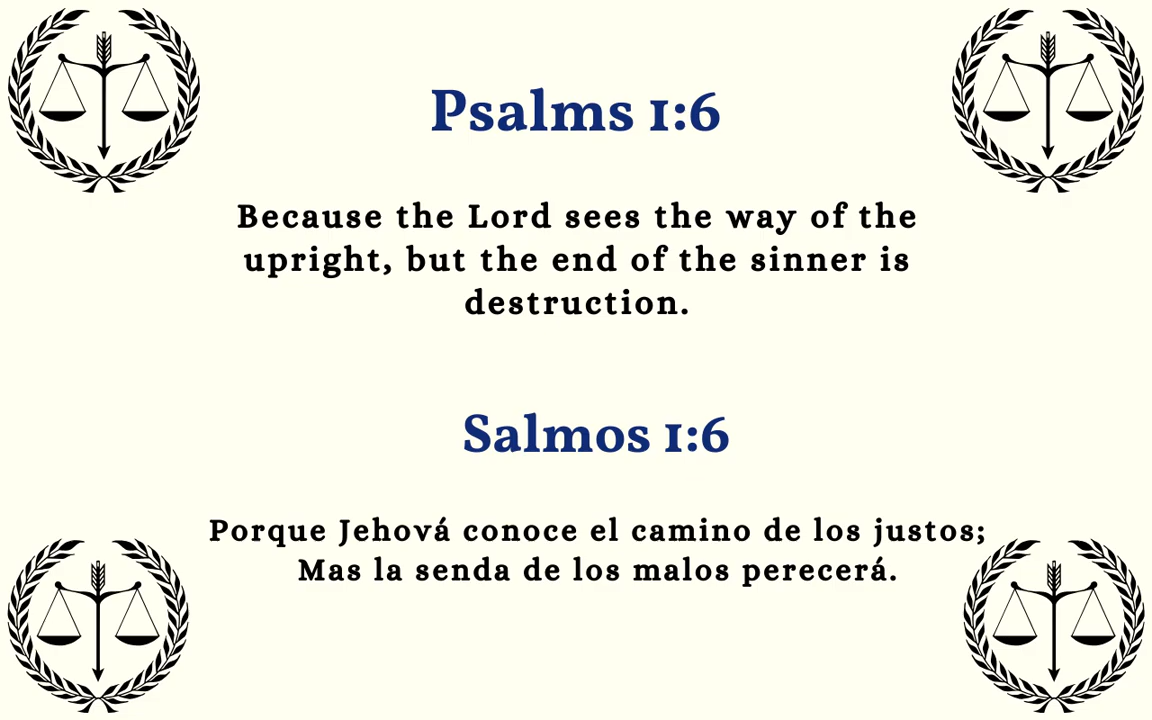 Psalms 1:6
Because the Lord sees the way of the
upright, but the end of the sinner is
destruction.
Salmos 1:6
Porque Jehová conoce el camino de los justos;
Mas la senda de los malos perecerá.